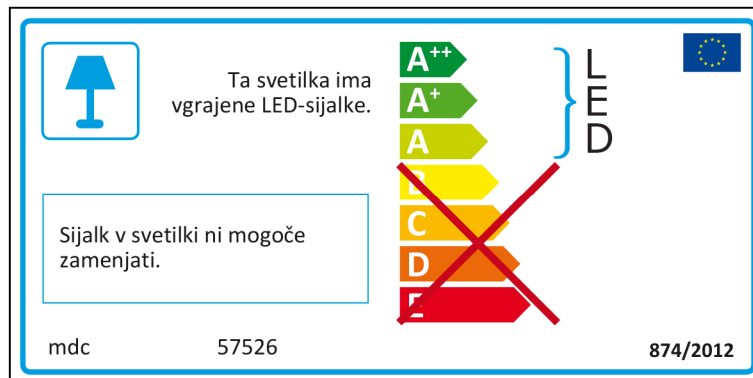 Ta svetilka ima
vgrajene LED-sijalke.
A++
A+
A
B
C
D
E
L
E
D
Sijalk v svetilki ni mogoče
zamenjati.
mdc 57526
874/2012